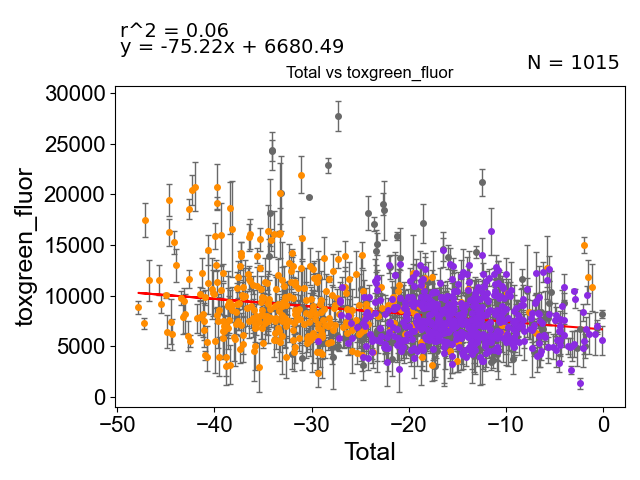 r^2 = 0.06
y = -75.22x + 6680.49
N = 1015
Total vs toxgreen_fluor
30000
25000
20000
15000
10000
5000
0
toxgreen_fluor
−50
−40
−30
−20
−10
0
Total